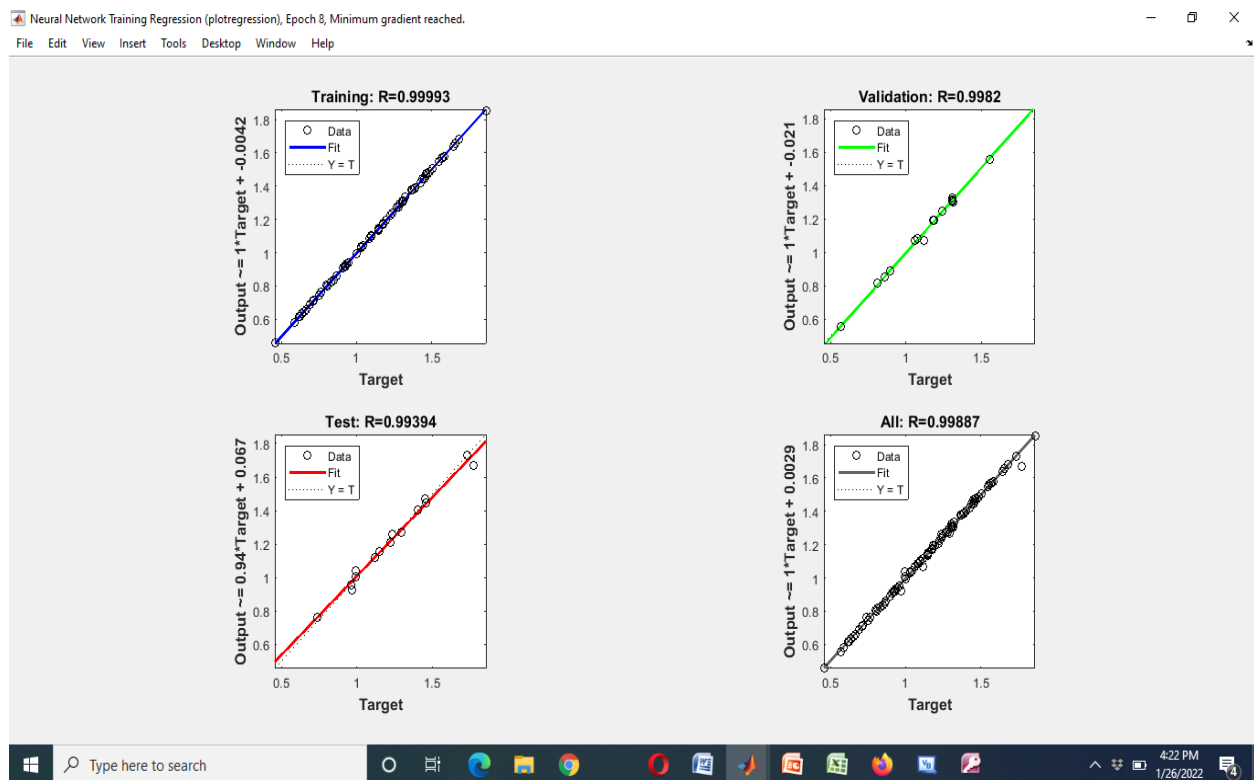 Neural Network Training Regression (plotregression), Epoch 8, Minimum gradient reached.
File Edit View Insert Tools Desktop Window Help
Training: R=0.99993
Output ~= 1*Target + -0.0042
1.8
1.6
1.4
1.2
1
0.8
0.6
Data
Fit
Y = T
0.5 1 1.5
Target
Validation: R=0.9982
Output ~= 1*Target + -0.021
1.8
1.6
1.4
1.2
1
0.8
0.6
Data
Fit
Y = T
0.5 1 1.5
Target
Test: R=0.99394
Output ~= 0.94*Target + 0.067
1.8
1.6
1.4
1.2
1
0.8
0.6
Data
Fit
Y = T
0.5 1 1.5
Target
All: R=0.99887
Output ~= 1*Target + 0.0029
1.8
1.6
1.4
1.2
1
0.8
0.6
Data
Fit
Y = T
0.5 1 1.5
Target
Type here to search
4:22 PM
1/26/2022
4